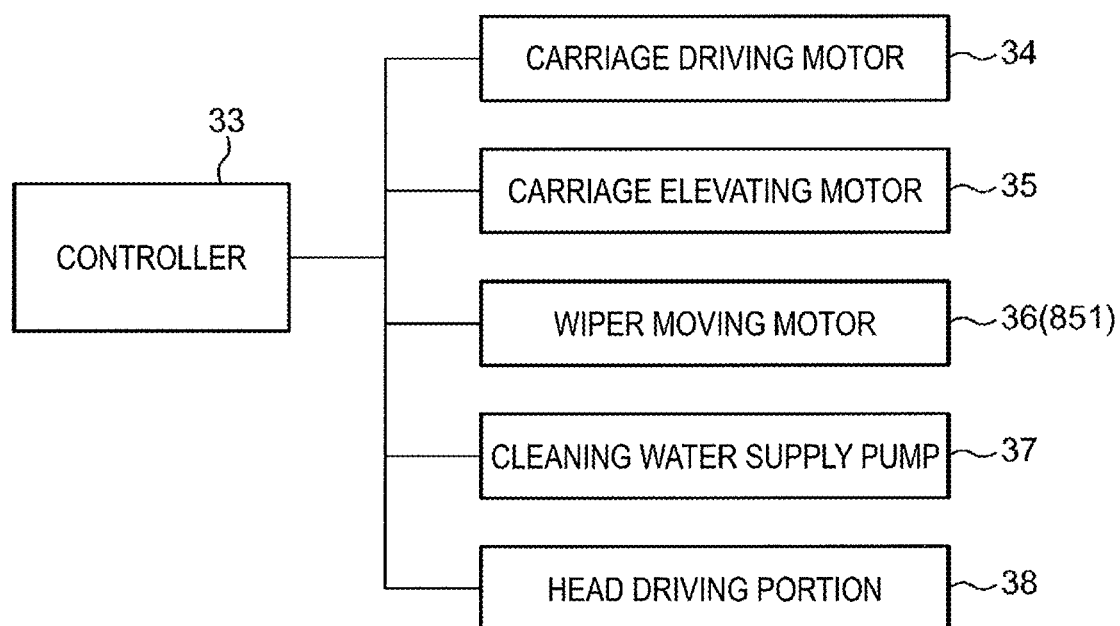 CARRIAGE DRIVING MOTOR 34
33
CARRIAGE ELEVATING MOTOR 35
CONTROLLER
WIPER MOVING MOTOR 36(851)
CLEANING WATER SUPPLY PUMP 37
HEAD DRIVING PORTION 38